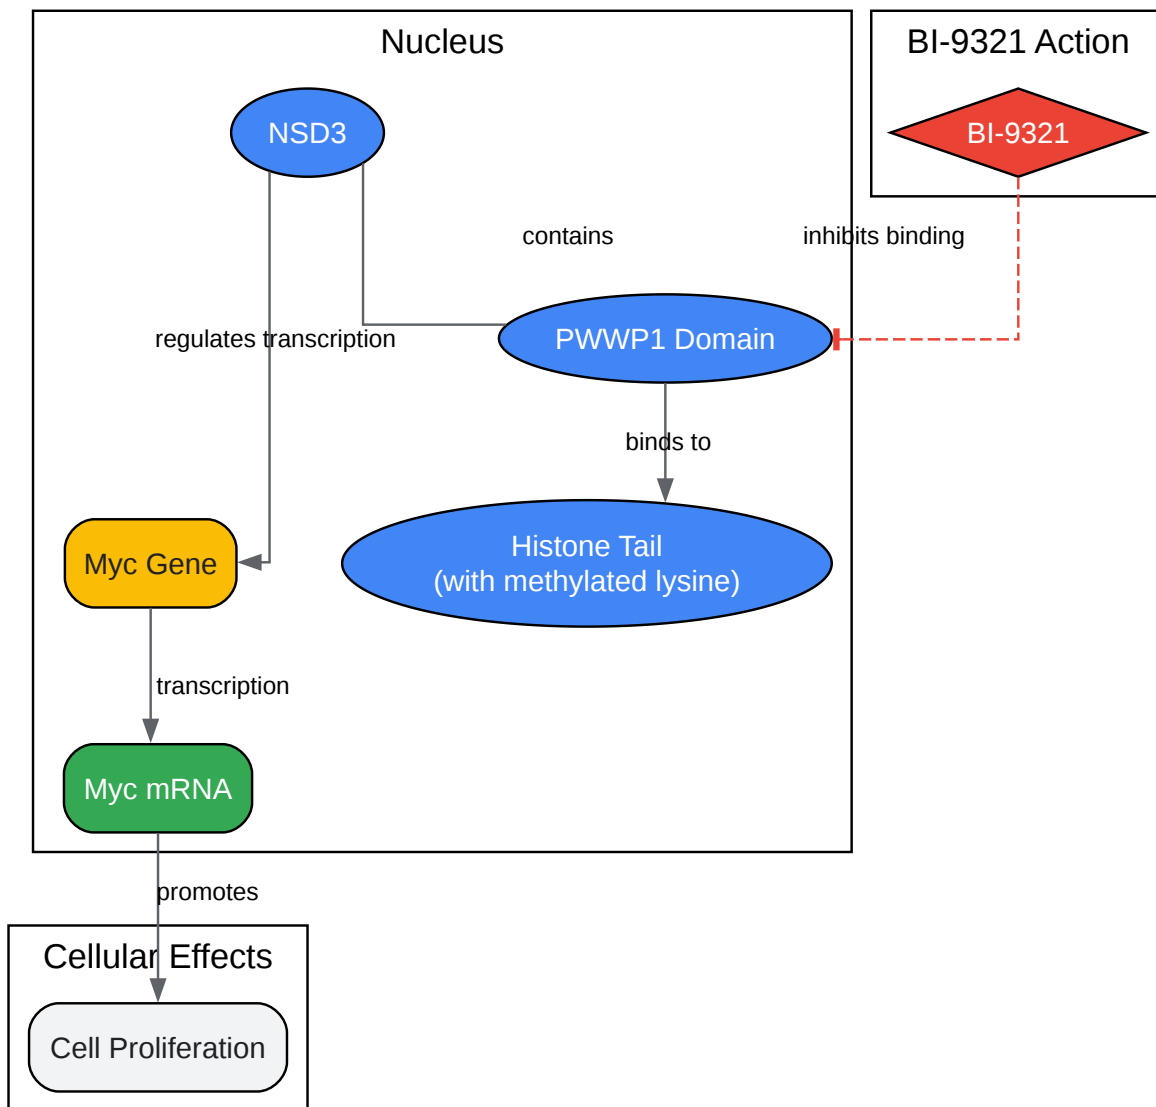 Nucleus
BI-9321 Action
NSD3
BI-9321
contains
inhibits binding
regulates transcription
PWWP1 Domain
binds to
Histone Tail
(with methylated lysine)
Myc Gene
transcription
Myc mRNA
promotes
Cellular Effects
Cell Proliferation